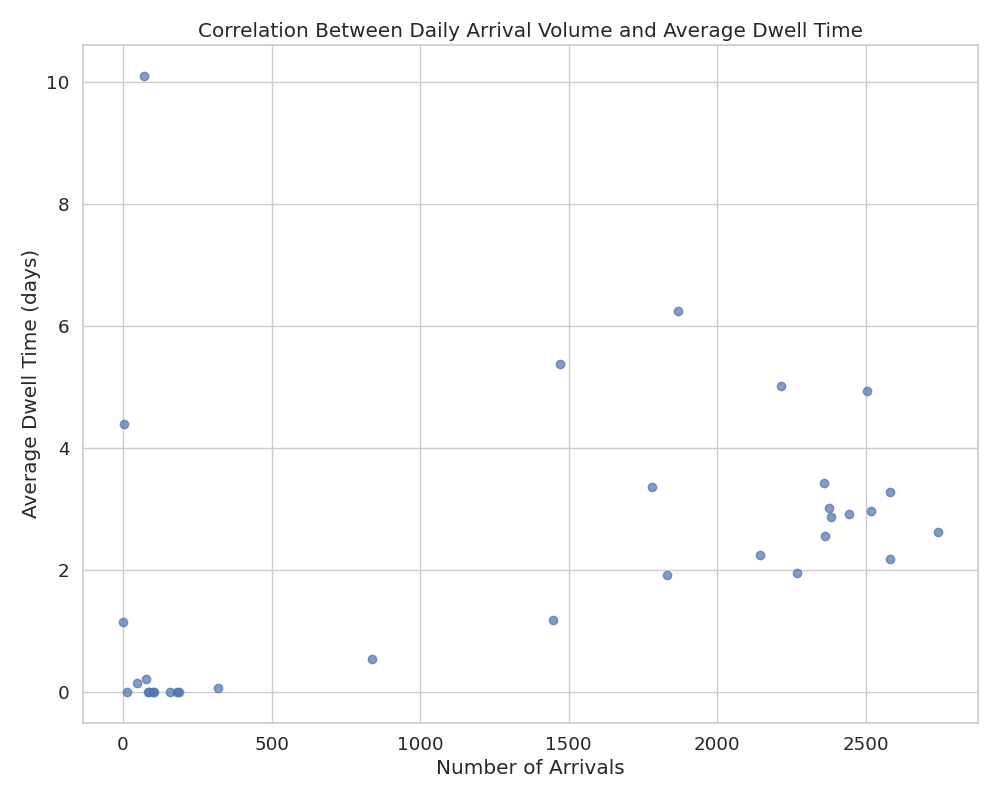 Correlation Between Daily Arrival Volume and Average Dwell Time
10
8
6
4
2
0
Average Dwell Time (days)
0 500 1000 1500 2000 2500
Number of Arrivals